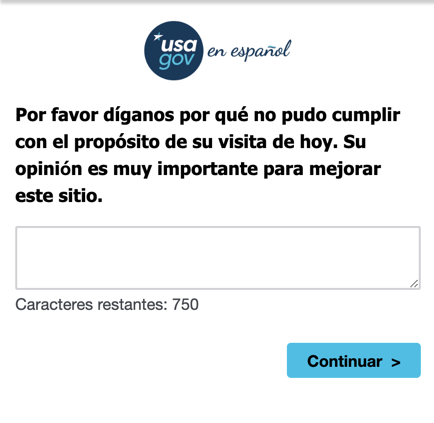 usa
gov
en español
Por favor díganos por qué no pudo cumplir
con el propósito de su visita de hoy. Su
opinión es muy importante para mejorar
este sitio.
Caracteres restantes: 750
Continuar >